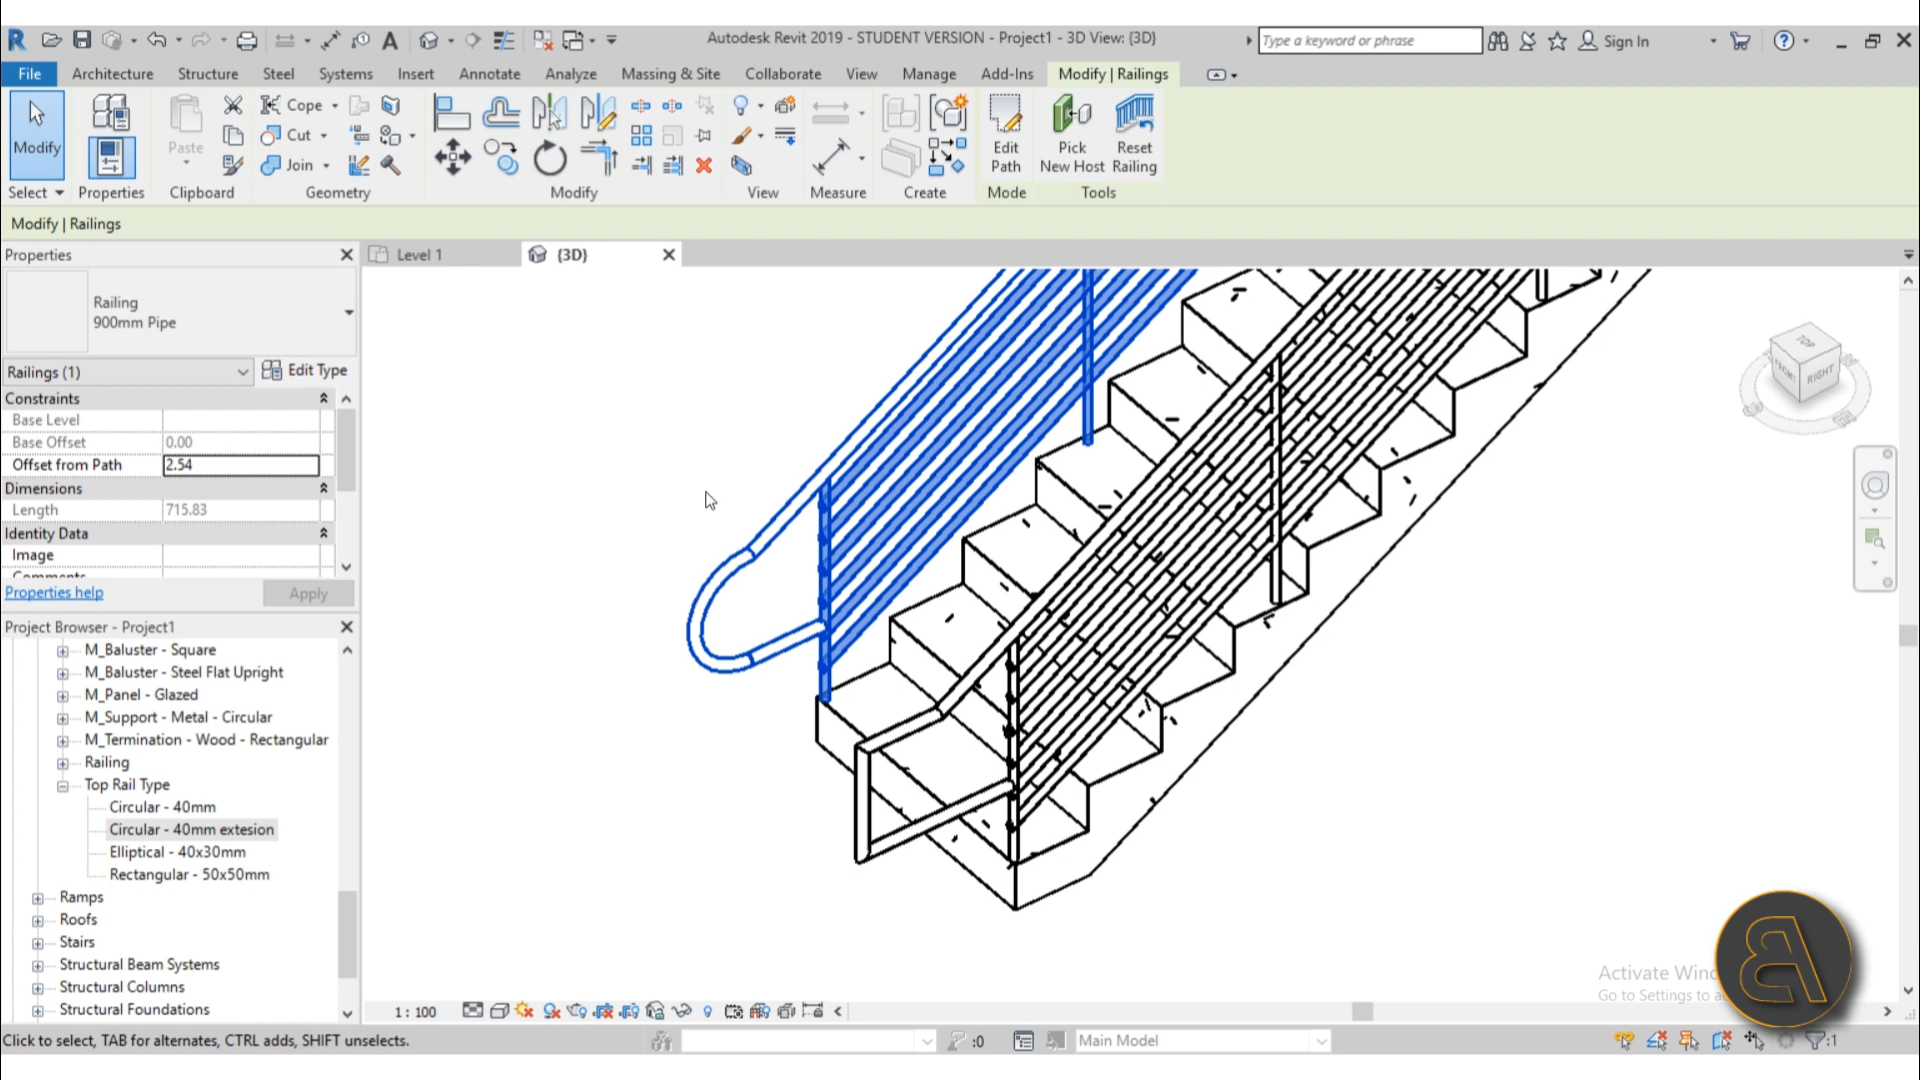 Autodesk Revit 2019 - STUDENT VERSION - Project1 - 3D View: {3D}
Type a keyword or phrase
Sign In
File
Architecture
Structure
Steel
Systems
Insert
Annotate
Analyze
Massing & Site
Collaborate
View
Manage
Add-Ins
Modify | Railings
Modify
Paste
Cope
Cut
Join
Edit
Path
Pick
New Host
Reset
Railing
Select
Properties
Clipboard
Geometry
Modify
View
Measure
Create
Mode
Tools
Modify | Railings
Properties
Level 1
{3D}
Railing
900mm Pipe
Railings (1)
Edit Type
Constraints
Base Level
Base Offset 0.00
Offset from Path 2.54
Dimensions
Length 715.83
Identity Data
Image
Comments
Properties help
Apply
Project Browser - Project1
M_Baluster - Square
M_Baluster - Steel Flat Upright
M_Panel - Glazed
M_Support - Metal - Circular
M_Termination - Wood - Rectangular
Railing
Top Rail Type
Circular - 40mm
Circular - 40mm extesion
Elliptical - 40x30mm
Rectangular - 50x50mm
Ramps
Roofs
Stairs
Structural Beam Systems
Structural Columns
Structural Foundations
TOP
RIGHT
Activate Wind
Go to Settings to a
1 : 100
Click to select, TAB for alternates, CTRL adds, SHIFT unselects.
:0
Main Model
:1